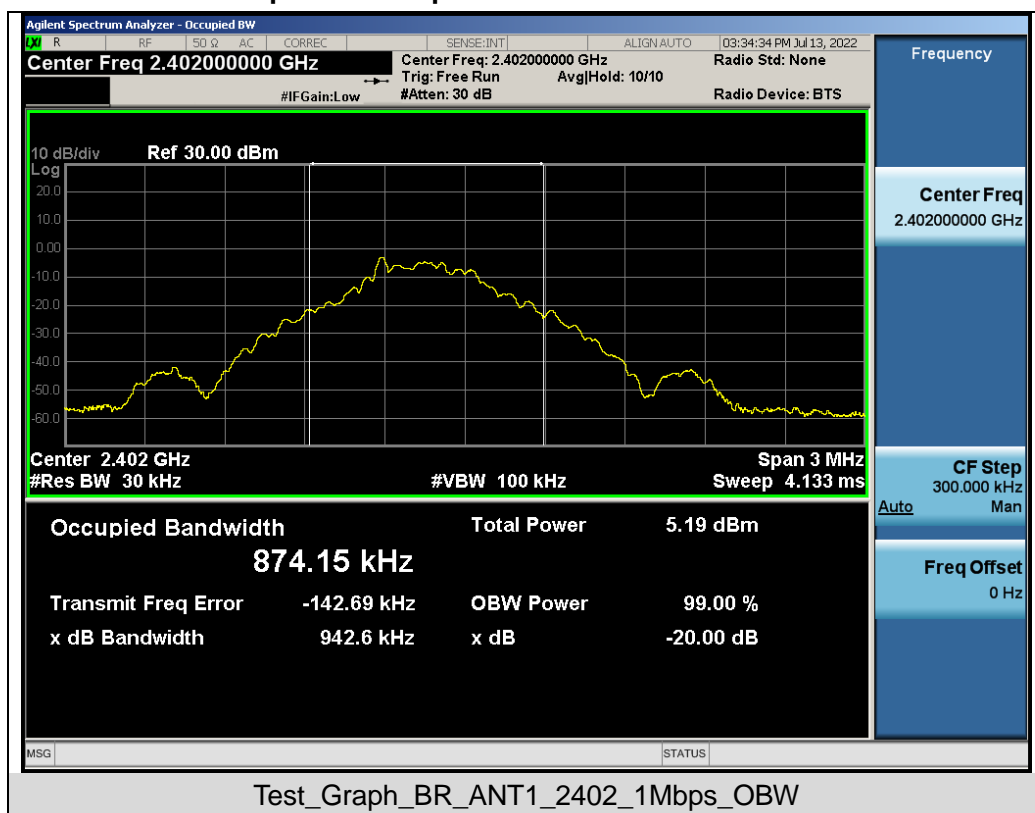 Agilent Spectrum Analyzer - Occupied BW
LXI R RF 50 Ω AC CORREC SENSE:INT ALIGN AUTO 03:34:34 PM Jul 13, 2022
Center Freq 2.402000000 GHz Center Freq: 2.402000000 GHz Radio Std: None
Trig: Free Run Avg|Hold: 10/10
#IFGain:Low #Atten: 30 dB Radio Device: BTS
10 dB/div Ref 30.00 dBm
Log
20.0
10.0
0.00
-10.0
-20.0
-30.0
-40.0
-50.0
-60.0
Center 2.402 GHz Span 3 MHz
#Res BW 30 kHz #VBW 100 kHz Sweep 4.133 ms
Occupied Bandwidth Total Power 5.19 dBm
874.15 kHz
Transmit Freq Error -142.69 kHz OBW Power 99.00 %
x dB Bandwidth 942.6 kHz x dB -20.00 dB
MSG STATUS
Frequency
Center Freq
2.402000000 GHz
CF Step
300.000 kHz
Auto Man
Freq Offset
0 Hz
Test_Graph_BR_ANT1_2402_1Mbps_OBW